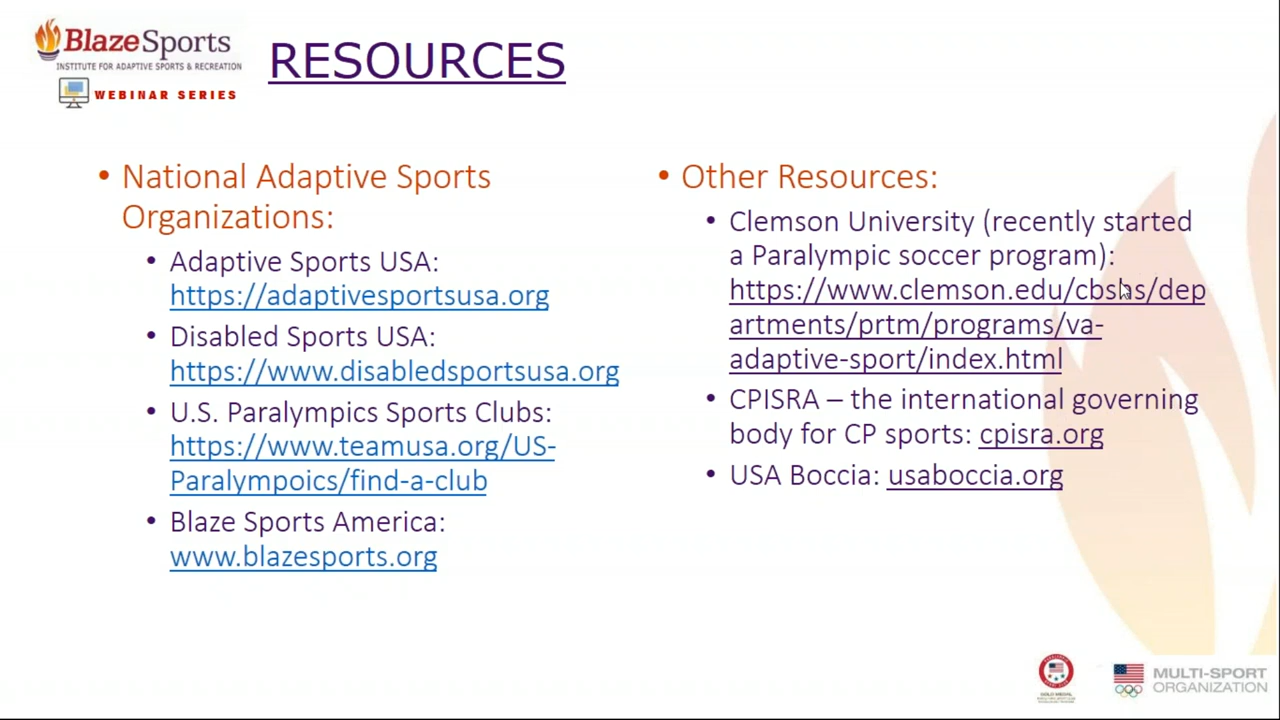 BlazeSports
INSTITUTE FOR ADAPTIVE SPORTS & RECREATION
WEBINAR SERIES
RESOURCES
• National Adaptive Sports
Organizations:
• Adaptive Sports USA:
https://adaptivesportsusa.org
• Disabled Sports USA:
https://www.disabledsportsusa.org
• U.S. Paralympics Sports Clubs:
https://www.teamusa.org/US-
Paralympoics/find-a-club
• Blaze Sports America:
www.blazesports.org
• Other Resources:
• Clemson University (recently started
a Paralympic soccer program):
https://www.clemson.edu/cbshs/dep
artments/prtm/programs/va-
adaptive-sport/index.html
• CPISRA – the international governing
body for CP sports: cpisra.org
• USA Boccia: usaboccia.org
MULTI-SPORT
ORGANIZATION